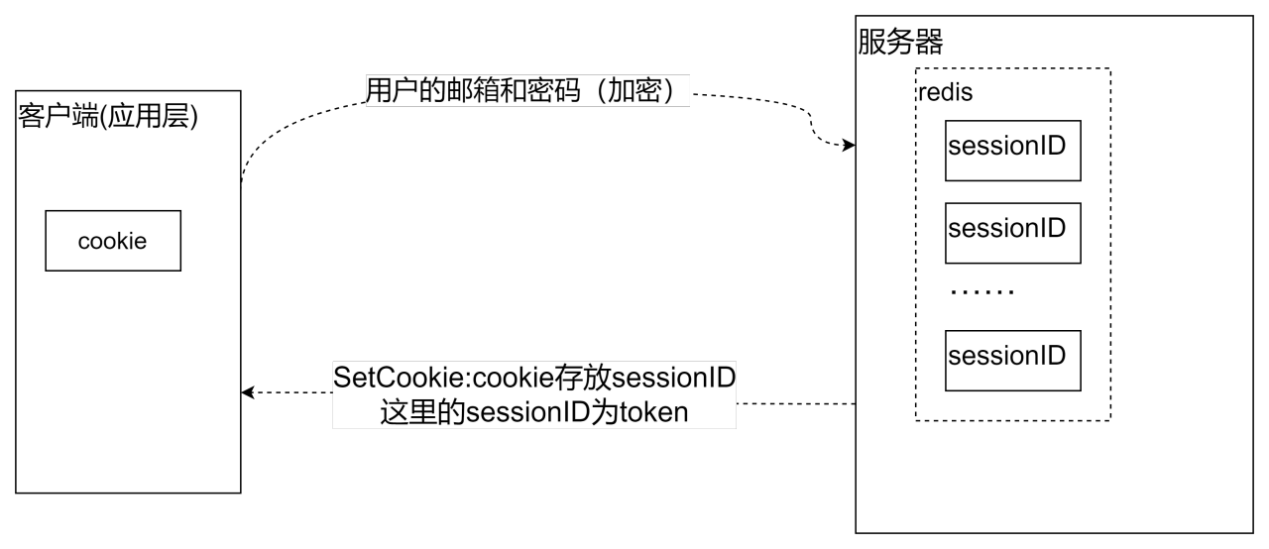 服务器
redis
用户的邮箱和密码（加密）
客户端(应用层)
sessionID
cookie
sessionID
······
sessionID
SetCookie:cookie存放sessionID
这里的sessionID为token